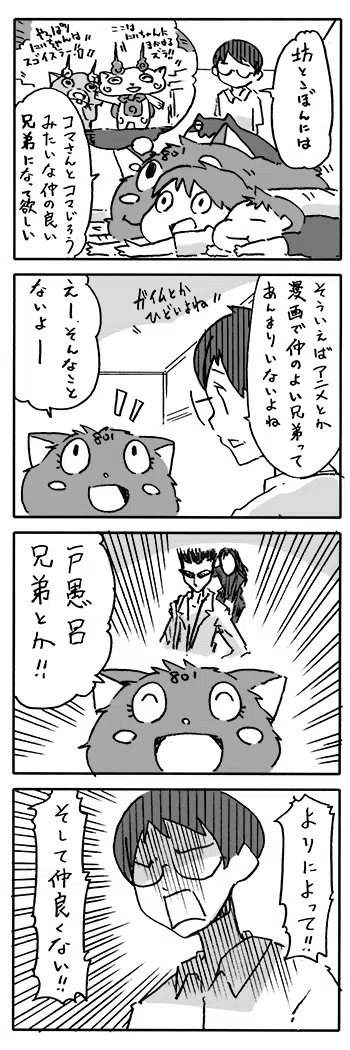 坊とこぼんには
コマさんとコマじろう
みたいな仲の良い
兄弟になって欲しい
ここは
にいちゃんに
まかせる
ズラ!!
やっぱり
にいちゃんは
スゴイズラ〜!!
801
そういえばアニメとか
漫画で仲のよい兄弟って
あんまりいないよね
ガイムとか
ひどいよね
えー、そんなこと
ないよー
801
戸愚呂
兄弟とか!!
801
よりによって!!
そして仲良くない!!